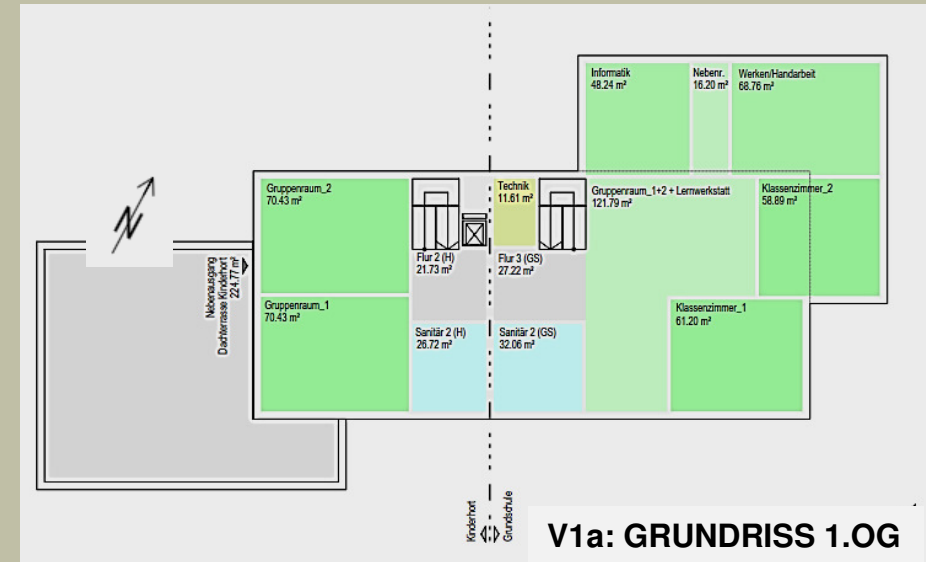 Informatik
48.24 m²
Nebenr.
16.20 m²
Werken/Handarbeit
68.76 m²
N
Gruppenraum_2
70.43 m²
Technik
11.61 m²
Gruppenraum_1+2 + Lernwerkstatt
121.79 m²
Klassenzimmer_2
58.89 m²
Nebenausgang
Dachterrasse Kinderhort
224.77 m²
Flur 2 (H)
21.73 m²
Flur 3 (GS)
27.22 m²
Gruppenraum_1
70.43 m²
Klassenzimmer_1
61.20 m²
Sanitär 2 (H)
26.72 m²
Sanitär 2 (GS)
32.06 m²
Kinderhort
Grundschule
V1a: GRUNDRISS 1.OG